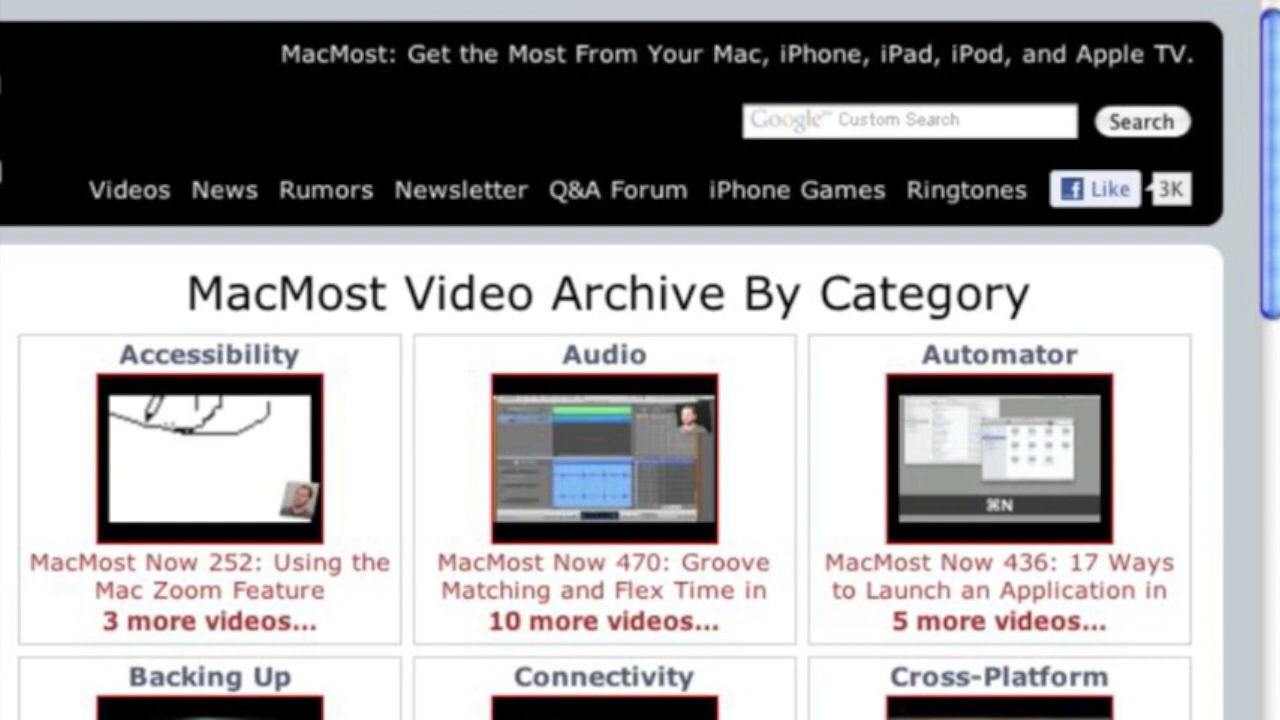 MacMost: Get the Most From Your Mac, iPhone, iPad, iPod, and Apple TV.
Google™ Custom Search
Search
Videos News Rumors Newsletter Q&A Forum iPhone Games Ringtones Like 3K
MacMost Video Archive By Category
Accessibility Audio Automator
⌘N
MacMost Now 252: Using the MacMost Now 470: Groove MacMost Now 436: 17 Ways
Mac Zoom Feature Matching and Flex Time in to Launch an Application in
3 more videos... 10 more videos... 5 more videos...
Backing Up Connectivity Cross-Platform